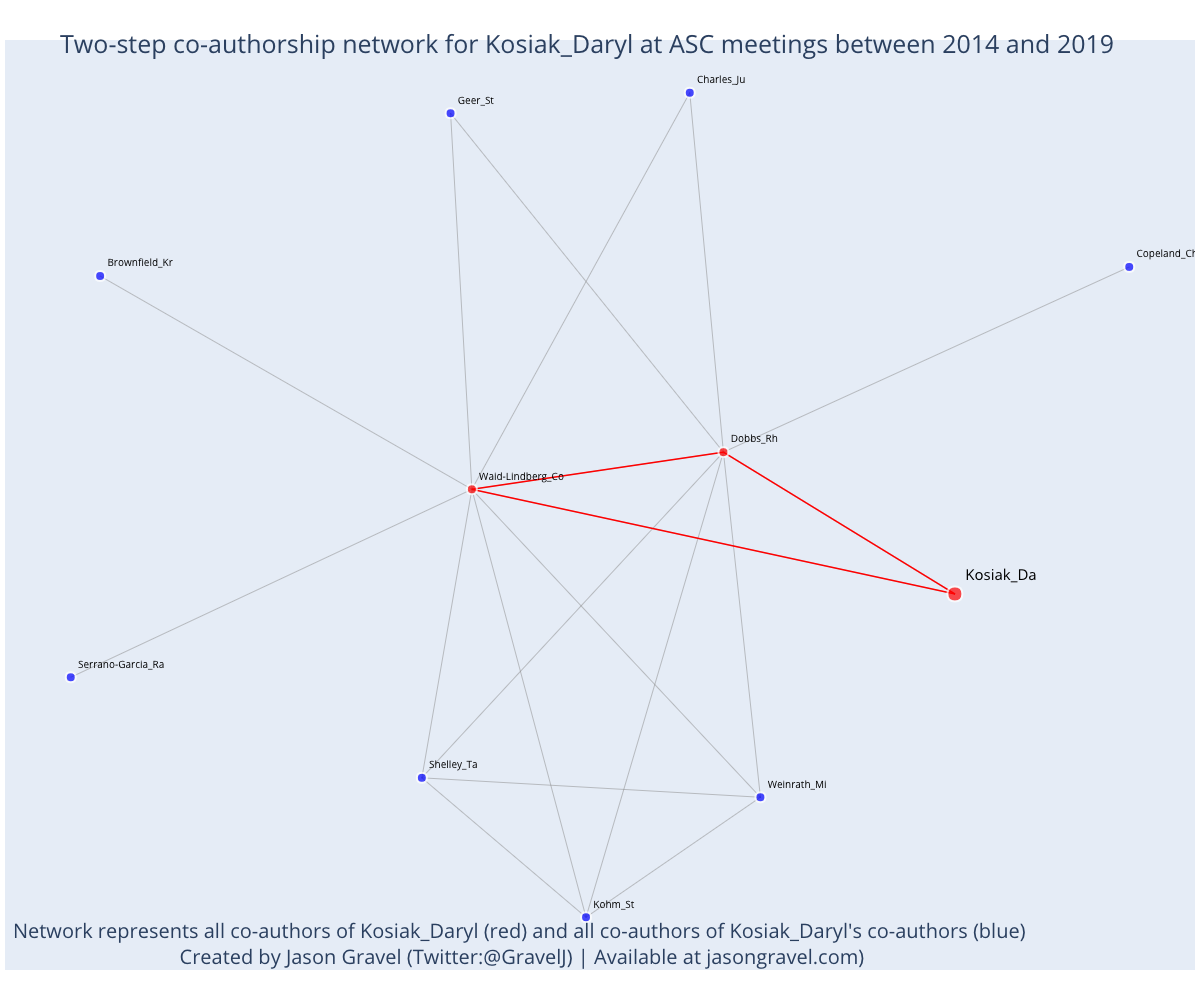 Two-step co-authorship network for Kosiak_Daryl at ASC meetings between 2014 and 2019
Charles_Ju
Geer_St
Copeland_Ch
Brownfield_Kr
Dobbs_Rh
Waid-Lindberg_Co
Kosiak_Da
Serrano-Garcia_Ra
Shelley_Ta
Weinrath_Mi
Kohm_St
Network represents all co-authors of Kosiak_Daryl (red) and all co-authors of Kosiak_Daryl's co-authors (blue)
Created by Jason Gravel (Twitter:@GravelJ) | Available at jasongravel.com)